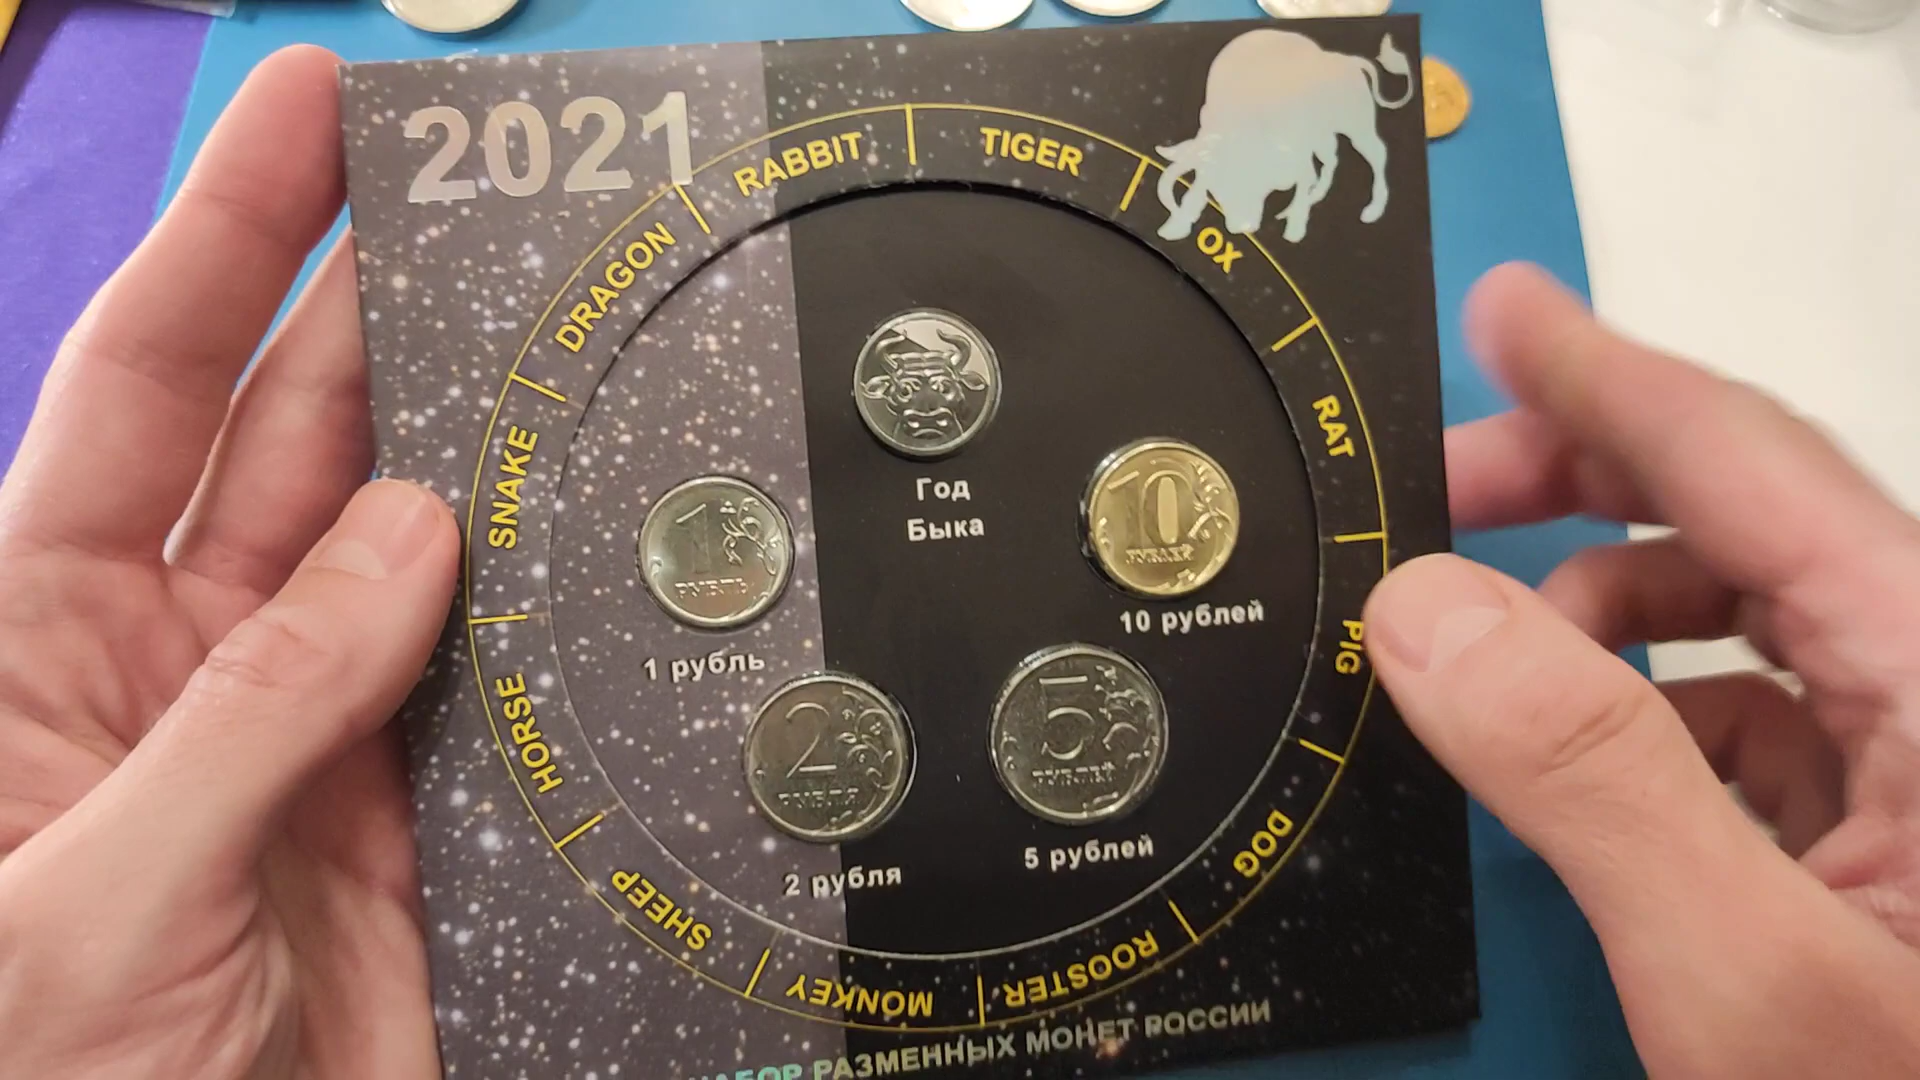 2021
RABBIT
TIGER
OX
RAT
PIG
DOG
ROOSTER
MONKEY
SHEEP
HORSE
SNAKE
DRAGON
Год
Быка
1
РУБЛЬ
1 рубль
10
РУБЛЕЙ
10 рублей
2
РУБЛЯ
2 рубля
5
РУБЛЕЙ
5 рублей
НАБОР РАЗМЕННЫХ МОНЕТ РОССИИ